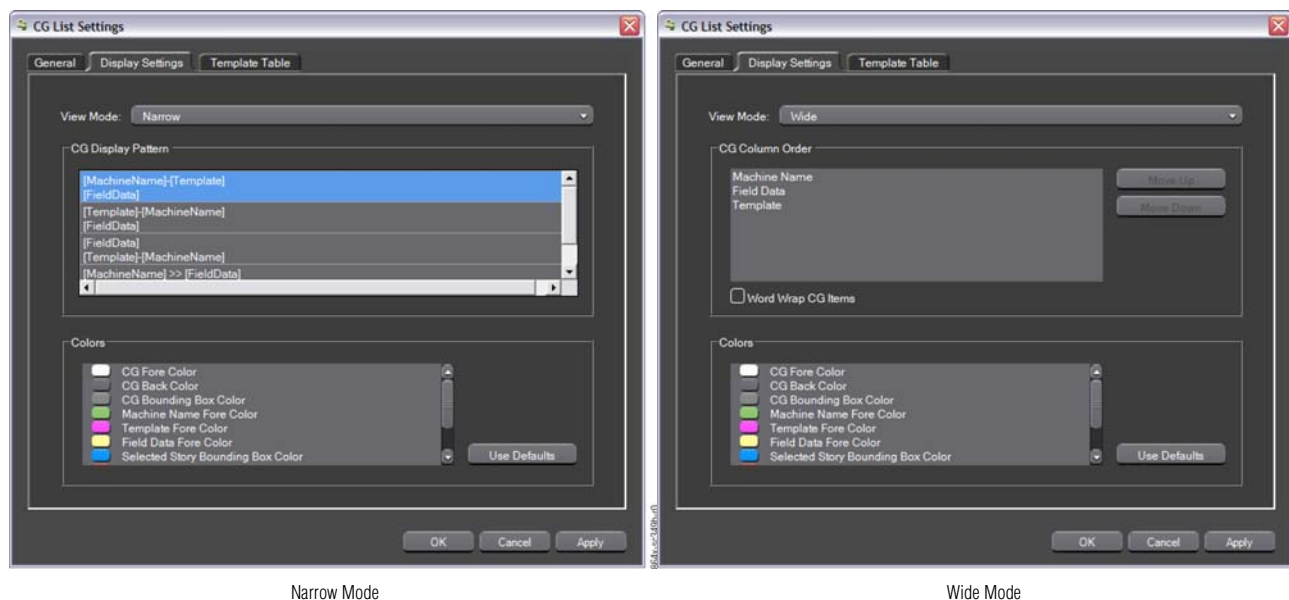 CG List Settings
General Display Settings Template Table
View Mode: Narrow
CG Display Pattern
[MachineName]-[Template]
[FieldData]
[Template]-[MachineName]
[FieldData]
[FieldData]
[Template]-[MachineName]
[MachineName] >> [FieldData]
Colors
CG Fore Color
CG Back Color
CG Bounding Box Color
Machine Name Fore Color
Template Fore Color
Field Data Fore Color
Selected Story Bounding Box Color
Use Defaults
OK Cancel Apply
Narrow Mode
CG List Settings
General Display Settings Template Table
View Mode: Wide
CG Column Order
Machine Name
Field Data
Template
Move Up
Move Down
Word Wrap CG Items
Colors
CG Fore Color
CG Back Color
CG Bounding Box Color
Machine Name Fore Color
Template Fore Color
Field Data Fore Color
Selected Story Bounding Box Color
Use Defaults
OK Cancel Apply
Wide Mode